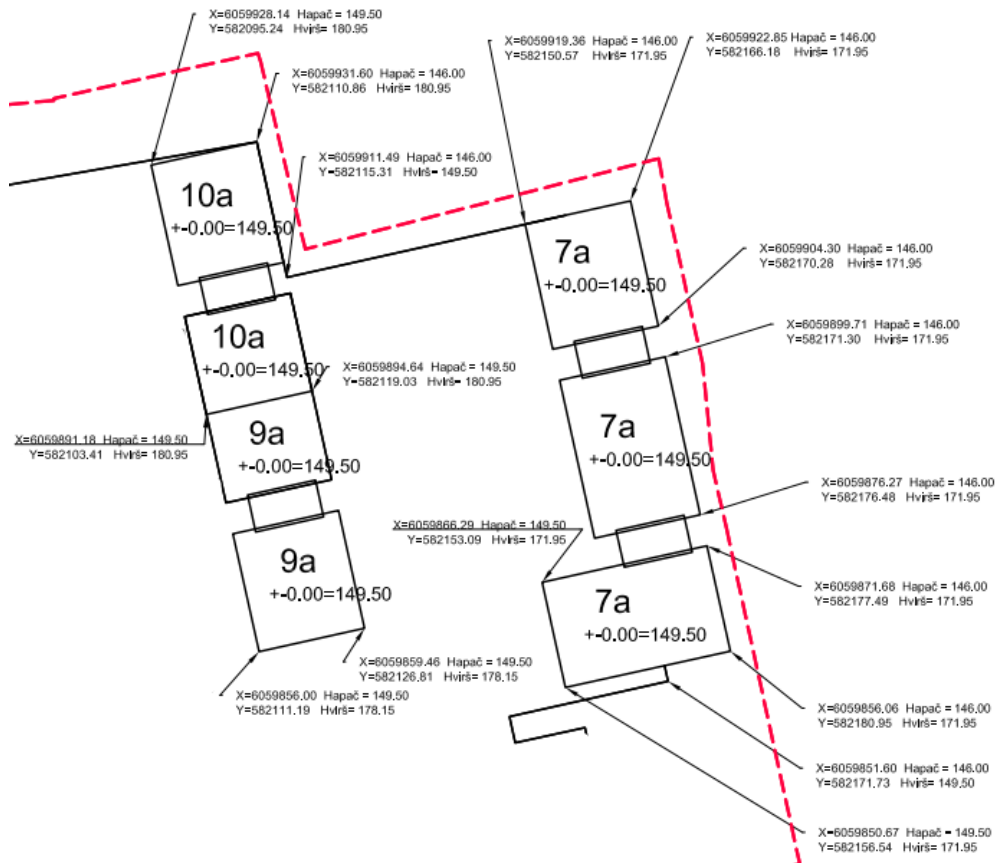 X=6059928.14 Hapač = 149.50
Y=582095.24 Hvirš= 180.95
X=6059931.60 Hapač = 146.00
Y=582110.86 Hvirš= 180.95
X=6059911.49 Hapač = 146.00
Y=582115.31 Hvirš= 149.50
X=6059919.36 Hapač = 146.00
Y=582150.57 Hvirš= 171.95
X=6059922.85 Hapač = 146.00
Y=582166.18 Hvirš= 171.95
10a
+-0.00=149.50
7a
+-0.00=149.50
X=6059904.30 Hapač = 146.00
Y=582170.28 Hvirš= 171.95
X=6059899.71 Hapač = 146.00
Y=582171.30 Hvirš= 171.95
10a
+-0.00=149.50
X=6059894.64 Hapač = 149.50
Y=582119.03 Hvirš= 180.95
X=6059891.18 Hapač = 149.50
Y=582103.41 Hvirš= 180.95
9a
+-0.00=149.50
7a
+-0.00=149.50
X=6059876.27 Hapač = 146.00
Y=582176.48 Hvirš= 171.95
X=6059866.29 Hapač = 149.50
Y=582153.09 Hvirš= 171.95
9a
+-0.00=149.50
7a
+-0.00=149.50
X=6059871.68 Hapač = 146.00
Y=582177.49 Hvirš= 171.95
X=6059859.46 Hapač = 149.50
Y=582126.81 Hvirš= 178.15
X=6059856.00 Hapač = 149.50
Y=582111.19 Hvirš= 178.15
X=6059856.06 Hapač = 146.00
Y=582180.95 Hvirš= 171.95
X=6059851.60 Hapač = 146.00
Y=582171.73 Hvirš= 149.50
X=6059850.67 Hapač = 149.50
Y=582156.54 Hvirš= 171.95